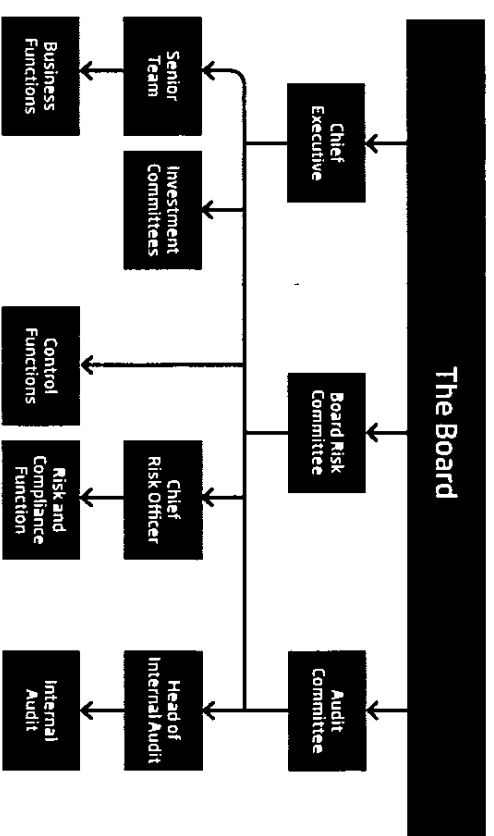 The Board
Chief
Executive
Board Risk
Committee
Audit
Committee
Senior
Team
Investment
Committees
Chief
Risk Officer
Head of
Internal Audit
Business
Functions
Control
Functions
Risk and
Compliance
Function
Internal
Audit